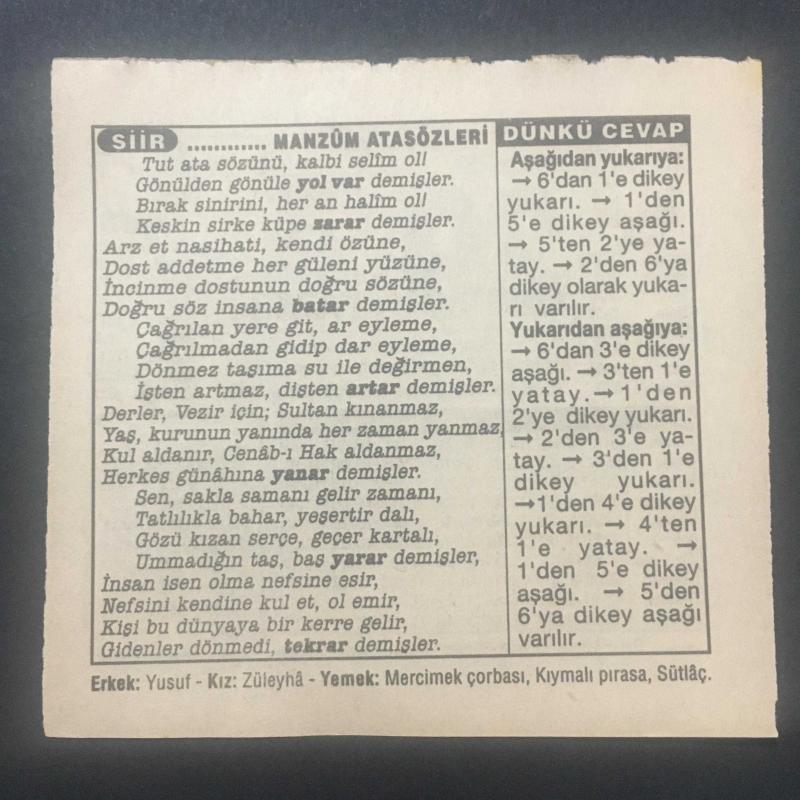 ŞİİR ............ MANZÛM ATASÖZLERİ
Tut ata sözünü, kalbi selîm ol!
Gönülden gönüle yol var demişler.
Bırak sinirini, her an halîm ol!
Keskin sirke küpe zarar demişler.
Arz et nasihati, kendi özüne,
Dost addetme her güleni yüzüne,
İncinme dostunun doğru sözüne,
Doğru söz insana batar demişler.
Çağrılan yere git, ar eyleme,
Çağrılmadan gidip dar eyleme,
Dönmez taşıma su ile değirmen,
İşten artmaz, dişten artar demişler.
Derler, Vezir için; Sultan kınanmaz,
Yaş, kurunun yanında her zaman yanmaz,
Kul aldanır, Cenâb-ı Hak aldanmaz,
Herkes günâhına yanar demişler.
Sen, sakla samanı gelir zamanı,
Tatlılıkla bahar, yeşertir dalı,
Gözü kızan serçe, geçer kartalı,
Ummadığın taş, baş yarar demişler,
İnsan isen olma nefsine esir,
Nefsini kendine kul et, ol emir,
Kişi bu dünyaya bir kerre gelir,
Gidenler dönmedi, tekrar demişler.
DÜNKÜ CEVAP
Aşağıdan yukarıya:
→ 6'dan 1'e dikey
yukarı. → 1'den
5'e dikey aşağı.
→ 5'ten 2'ye ya-
tay. → 2'den 6'ya
dikey olarak yuka-
rı varılır.
Yukarıdan aşağıya:
→ 6'dan 3'e dikey
aşağı. → 3'ten 1'e
yatay. → 1'den
2'ye dikey yukarı.
→ 2'den 3'e ya-
tay. → 3'den 1'e
dikey yukarı.
→1'den 4'e dikey
yukarı. → 4'ten
1'e yatay. →
1'den 5'e dikey
aşağı. → 5'den
6'ya dikey aşağı
varılır.
Erkek: Yusuf - Kız: Züleyhâ - Yemek: Mercimek çorbası, Kıymalı pırasa, Sütlâç.